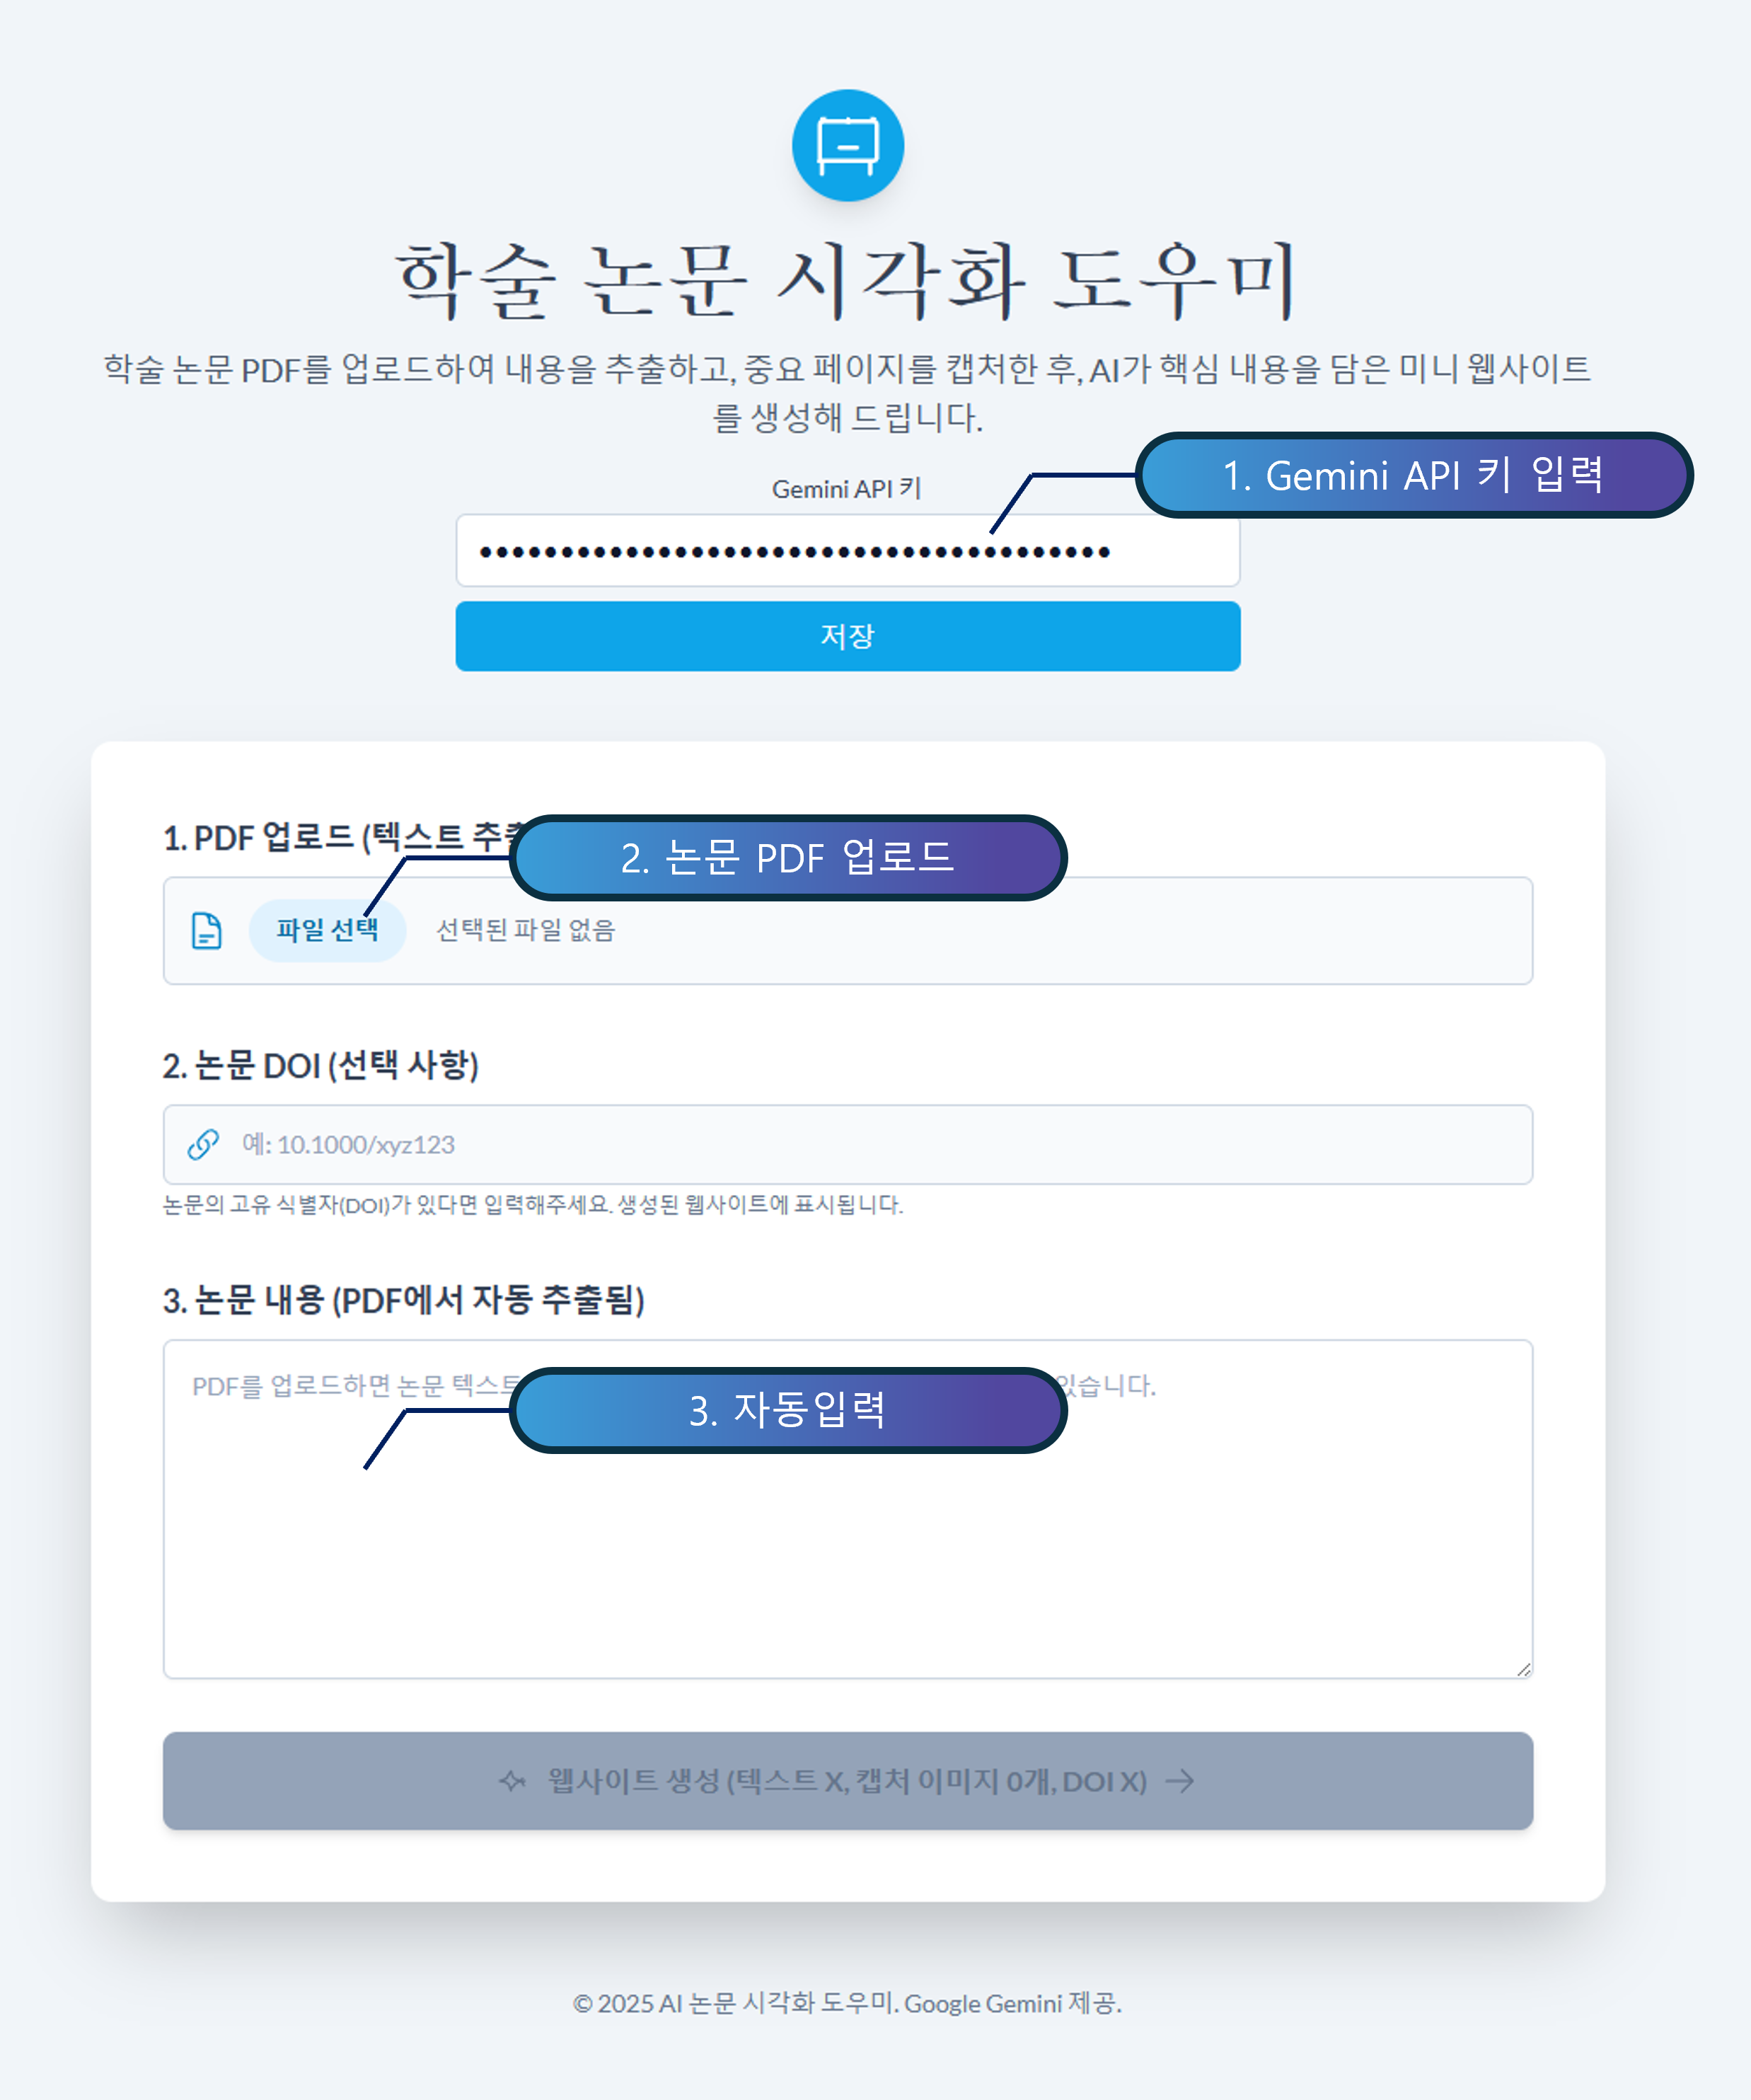 학술 논문 시각화 도우미
학술 논문 PDF를 업로드하여 내용을 추출하고, 중요 페이지를 캡처한 후, AI가 핵심 내용을 담은 미니 웹사이트
를 생성해 드립니다.
1. Gemini API 키 입력
Gemini API 키
저장
1. PDF 업로드 (텍스트
2. 논문 PDF 업로드
파일 선택 선택된 파일 없음
2. 논문 DOI (선택 사항)
예: 10.1000/xyz123
논문의 고유 식별자(DOI)가 있다면 입력해주세요. 생성된 웹사이트에 표시됩니다.
3. 논문 내용 (PDF에서 자동 추출됨)
PDF를 업로드하면 논문 텍스트 있습니다.
3. 자동입력
웹사이트 생성 (텍스트 X, 캡처 이미지 0개, DOI X)
© 2025 AI 논문 시각화 도우미. Google Gemini 제공.